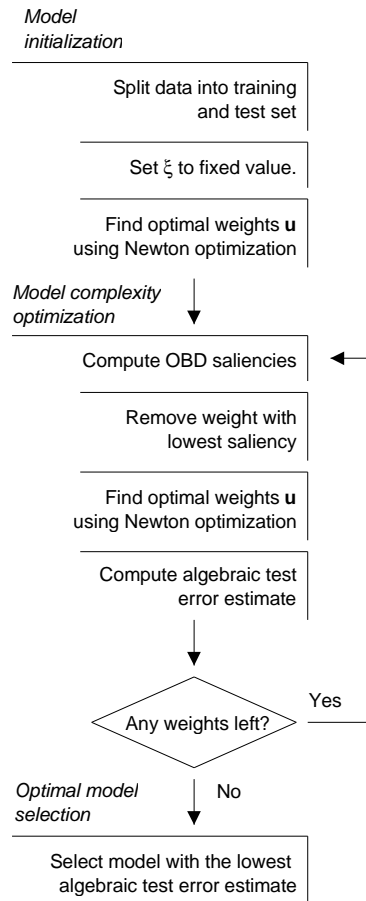 Model
initialization
Split data into training
and test set
Set ξ to fixed value.
Find optimal weights u
using Newton optimization
Model complexity
optimization
Compute OBD saliencies
Remove weight with
lowest saliency
Find optimal weights u
using Newton optimization
Compute algebraic test
error estimate
Any weights left?
Yes
No
Optimal model
selection
Select model with the lowest
algebraic test error estimate